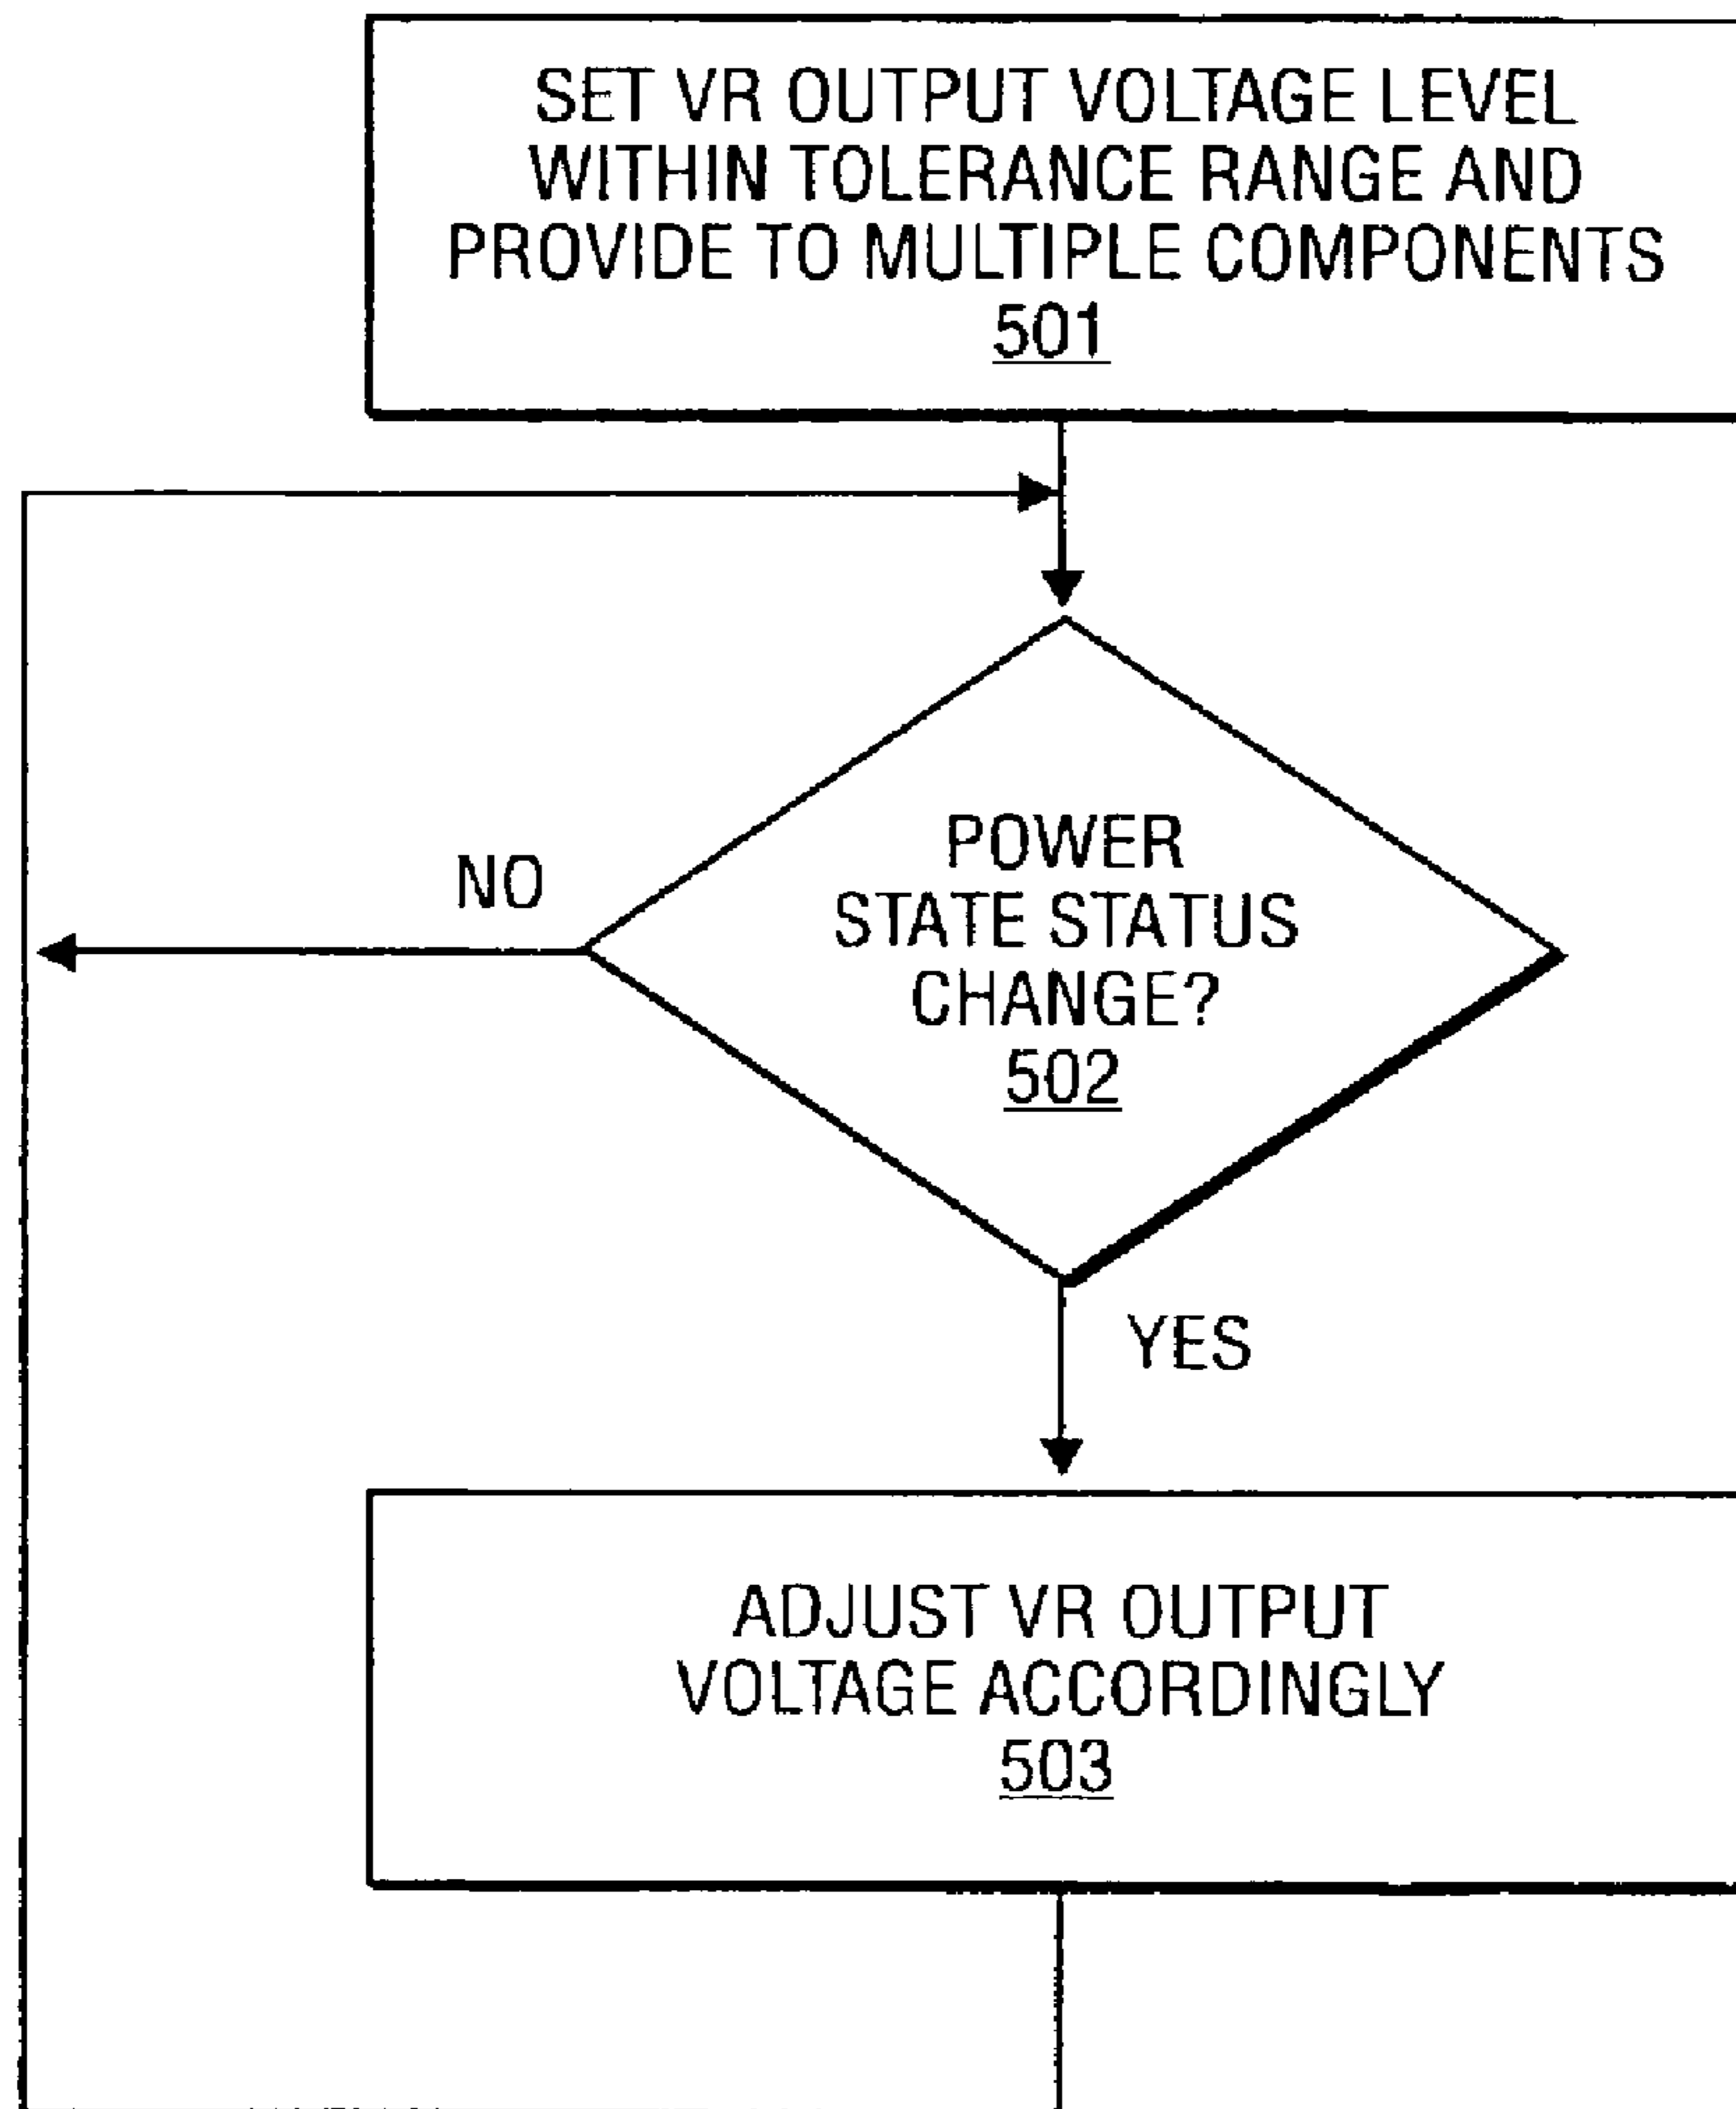 SET VR OUTPUT VOLTAGE LEVEL
WITHIN TOLERANCE RANGE AND
PROVIDE TO MULTIPLE COMPONENTS
501
NO
POWER
STATE STATUS
CHANGE?
502
YES
ADJUST VR OUTPUT
VOLTAGE ACCORDINGLY
503